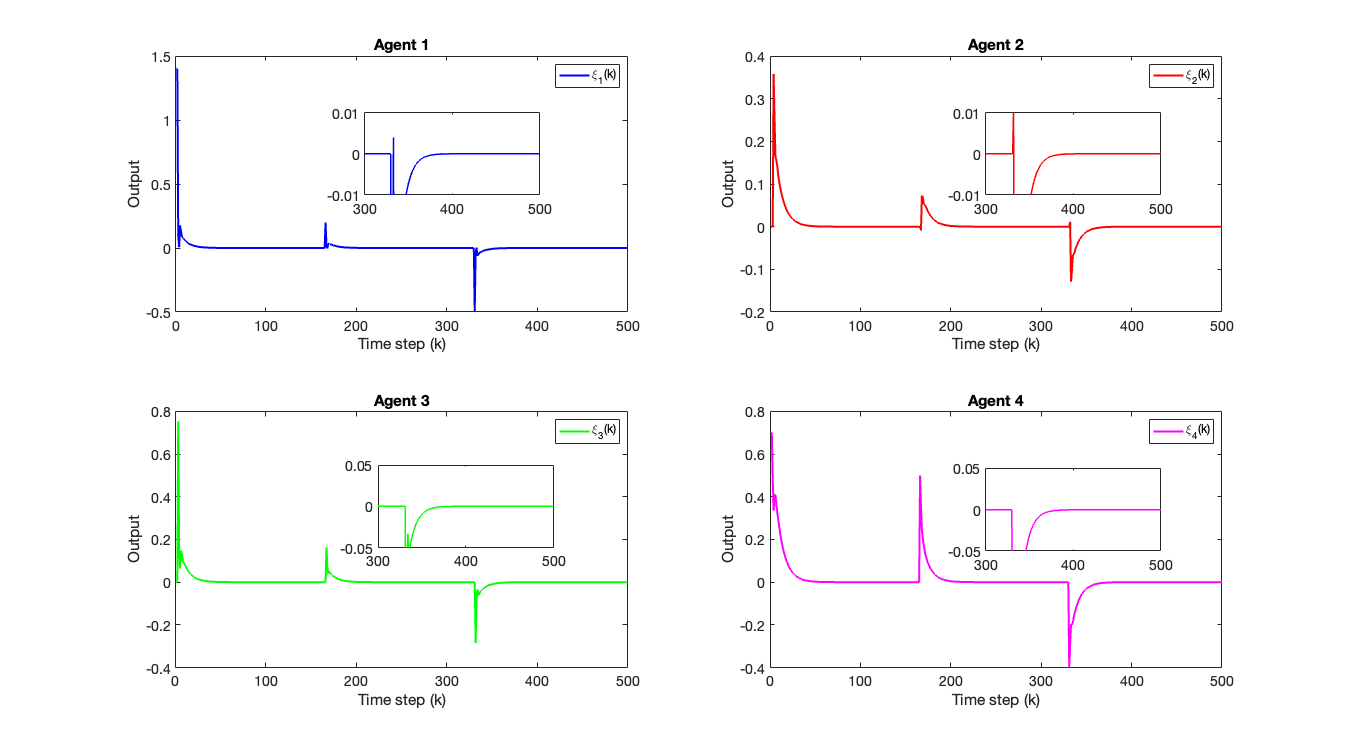 Agent 1
ξ1(k)
Output
1.5
1
0.5
0
-0.5
0.01
0
-0.01
300 400 500
0 100 200 300 400 500
Time step (k)
Agent 2
ξ2(k)
Output
0.4
0.3
0.2
0.1
0
-0.1
-0.2
0.01
0
-0.01
300 400 500
0 100 200 300 400 500
Time step (k)
Agent 3
ξ3(k)
Output
0.8
0.6
0.4
0.2
0
-0.2
-0.4
0.05
0
-0.05
300 400 500
0 100 200 300 400 500
Time step (k)
Agent 4
ξ4(k)
Output
0.8
0.6
0.4
0.2
0
-0.2
-0.4
0.05
0
-0.05
300 400 500
0 100 200 300 400 500
Time step (k)